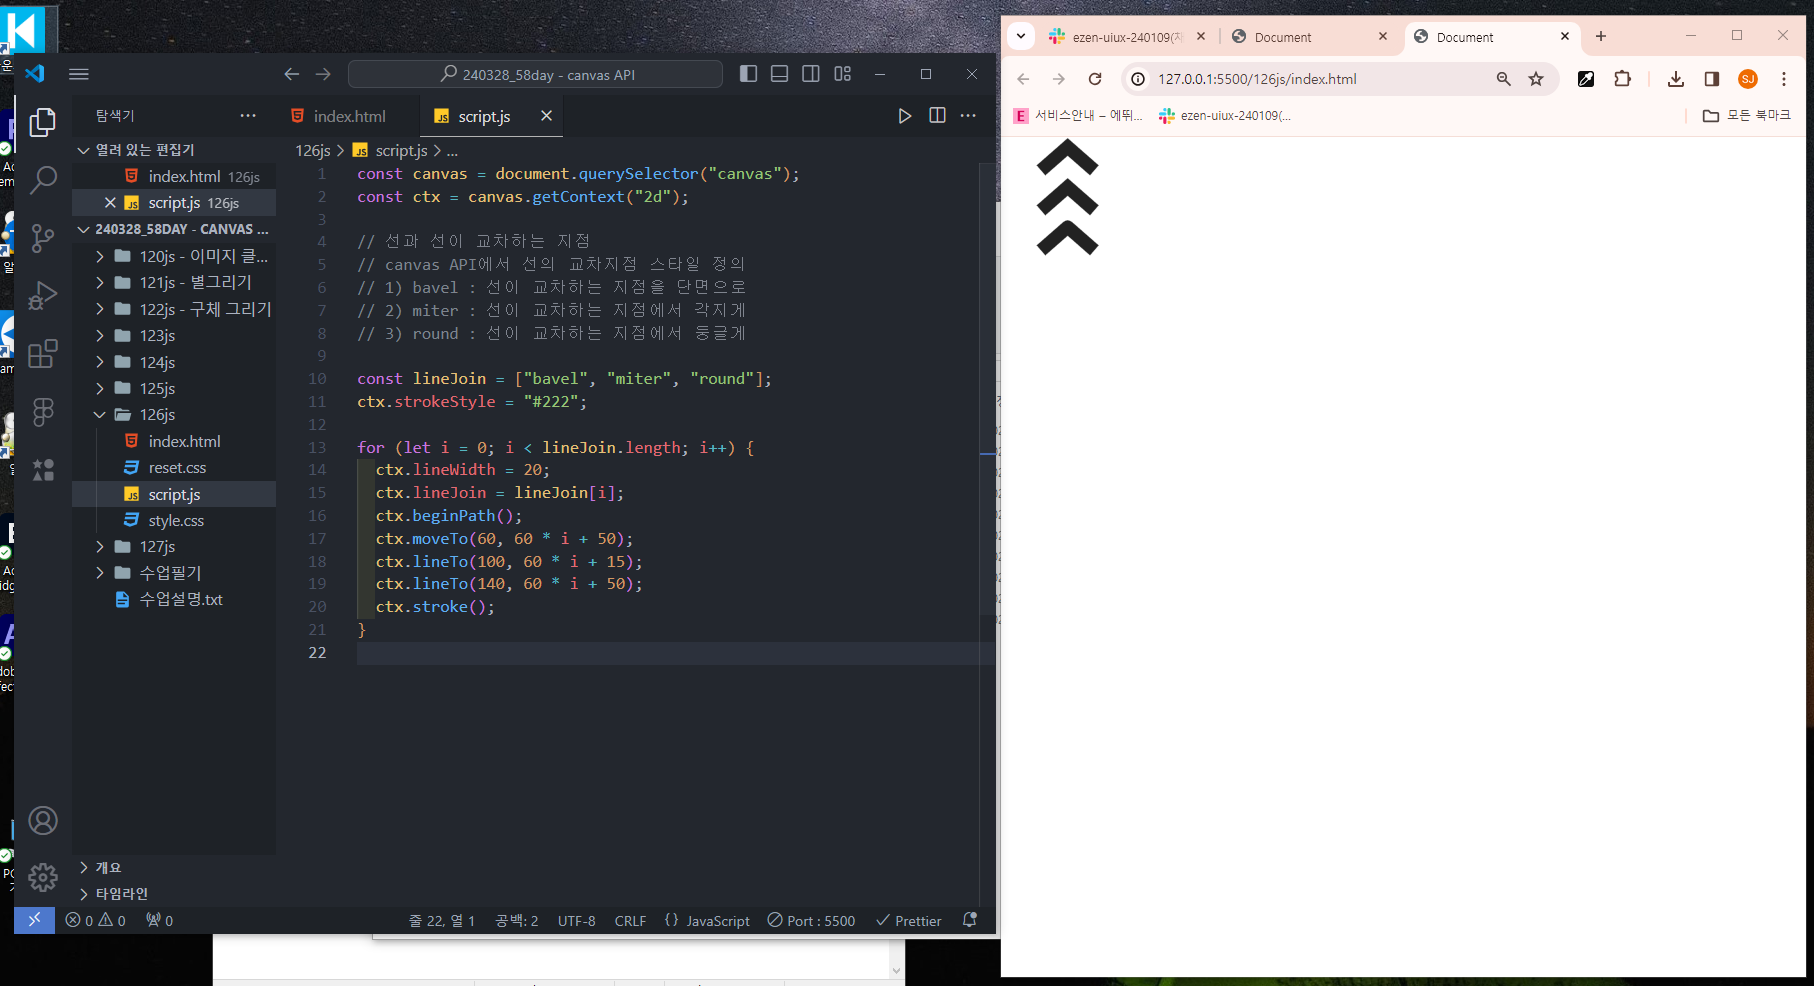 240328_58day - canvas API
탐색기
index.html
script.js
열려 있는 편집기
index.html 126js
script.js 126js
240328_58DAY - CANVAS ...
120js - 이미지 클...
121js - 별그리기
122js - 구체 그리기
123js
124js
125js
126js
index.html
reset.css
script.js
style.css
127js
수업필기
수업설명.txt
개요
타임라인
126js > script.js > ...
1 const canvas = document.querySelector("canvas");
2 const ctx = canvas.getContext("2d");
3
4 // 선과 선이 교차하는 지점
5 // canvas API에서 선의 교차지점 스타일 정의
6 // 1) bavel : 선이 교차하는 지점을 단면으로
7 // 2) miter : 선이 교차하는 지점에서 각지게
8 // 3) round : 선이 교차하는 지점에서 둥글게
9
10 const lineJoin = ["bavel", "miter", "round"];
11 ctx.strokeStyle = "#222";
12
13 for (let i = 0; i < lineJoin.length; i++) {
14 ctx.lineWidth = 20;
15 ctx.lineJoin = lineJoin[i];
16 ctx.beginPath();
17 ctx.moveTo(60, 60 * i + 50);
18 ctx.lineTo(100, 60 * i + 15);
19 ctx.lineTo(140, 60 * i + 50);
20 ctx.stroke();
21 }
22
0 0 0 줄 22, 열 1 공백: 2 UTF-8 CRLF {} JavaScript Port : 5500 Prettier
ezen-uiux-240109(차
Document
Document
127.0.0.1:5500/126js/index.html
SJ
E 서비스안내 – 에뛰...
ezen-uiux-240109(...
모든 북마크